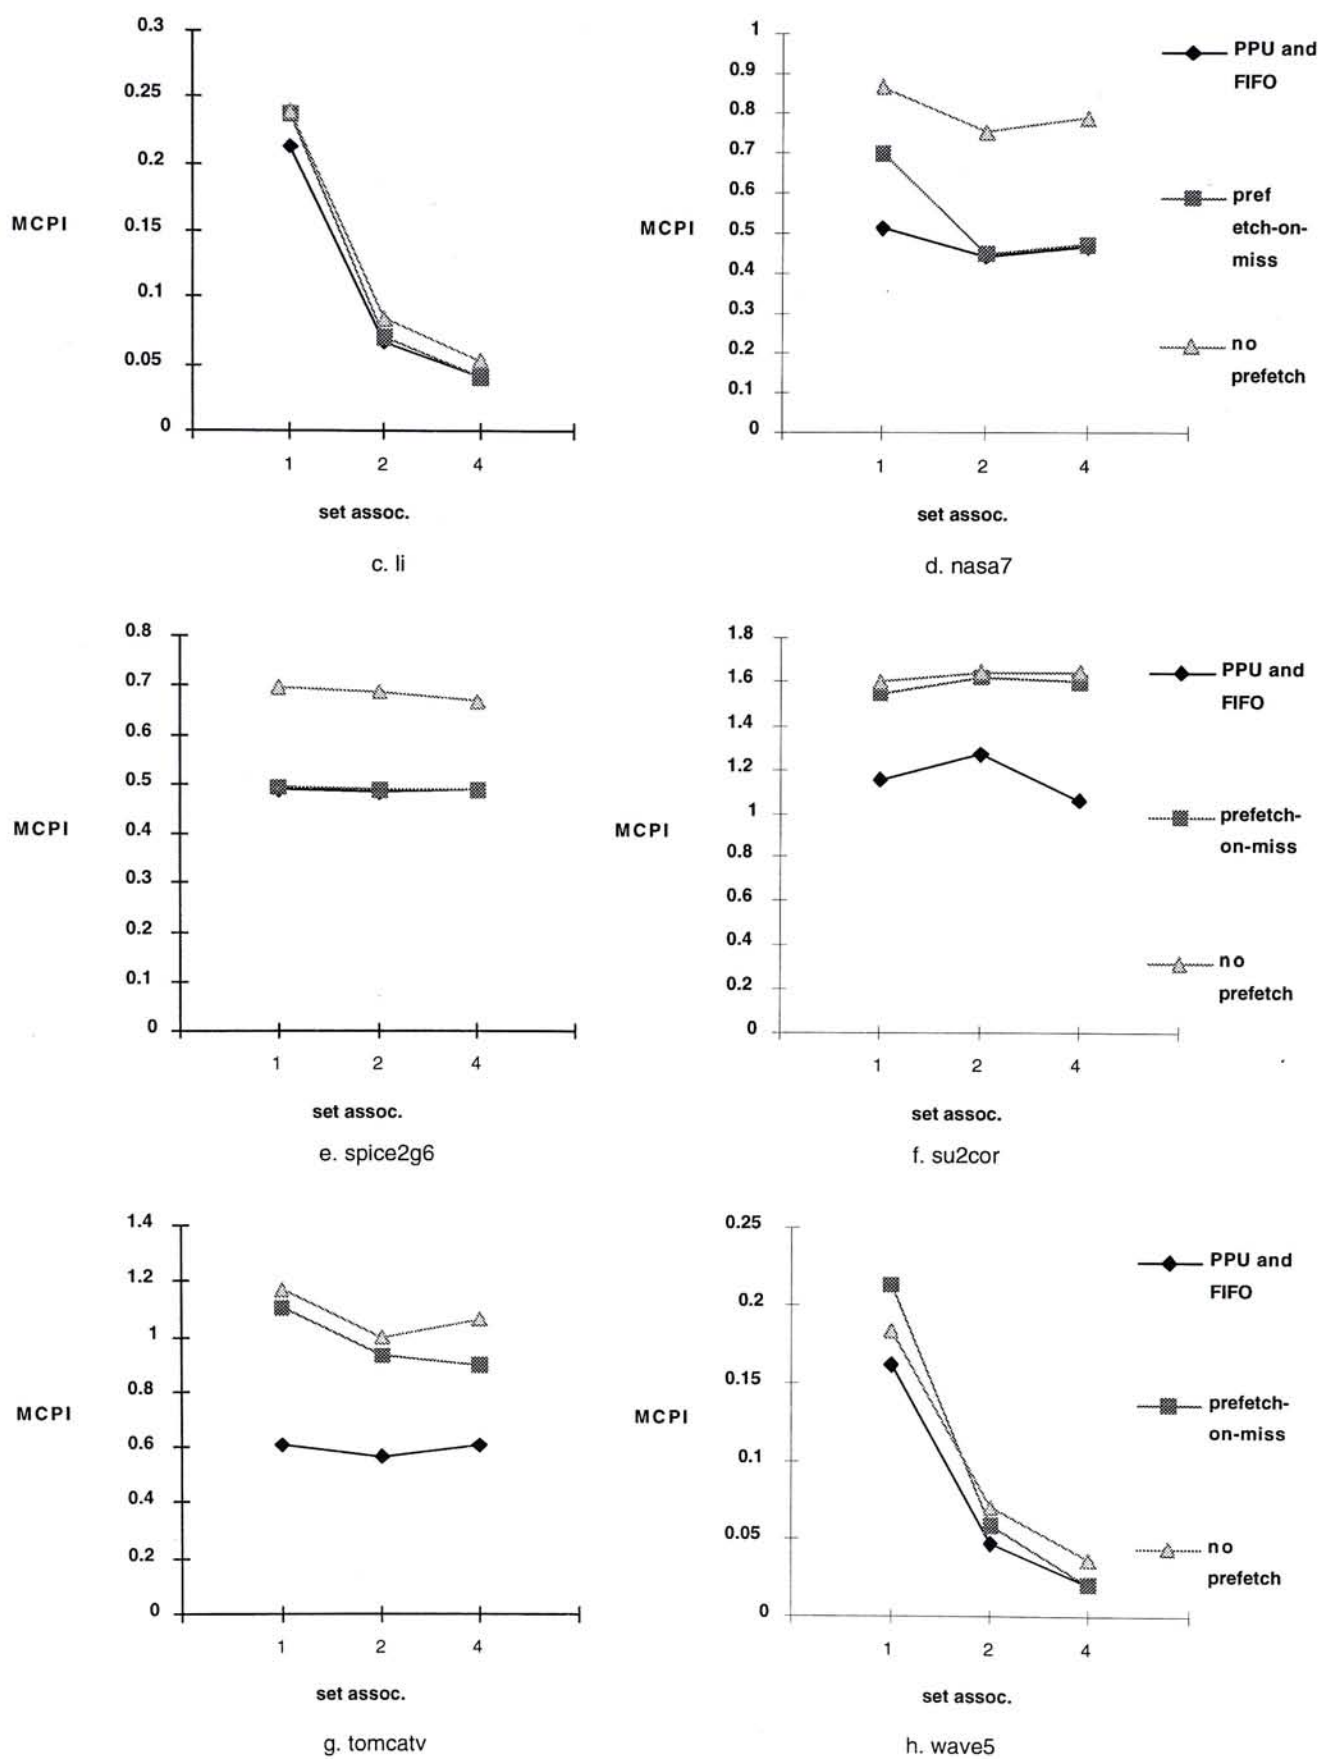 0.3
0.25
0.2
0.15
0.1
0.05
0
MCPI
1 2 4
set assoc.
c. li
1
0.9
0.8
0.7
0.6
0.5
0.4
0.3
0.2
0.1
0
MCPI
1 2 4
set assoc.
d. nasa7
PPU and
FIFO
pref
etch-on-
miss
no
prefetch
0.8
0.7
0.6
0.5
0.4
0.3
0.2
0.1
0
MCPI
1 2 4
set assoc.
e. spice2g6
1.8
1.6
1.4
1.2
1
0.8
0.6
0.4
0.2
0
MCPI
1 2 4
set assoc.
f. su2cor
PPU and
FIFO
prefetch-
on-miss
no
prefetch
1.4
1.2
1
0.8
0.6
0.4
0.2
0
MCPI
1 2 4
set assoc.
g. tomcatv
0.25
0.2
0.15
0.1
0.05
0
MCPI
1 2 4
set assoc.
h. wave5
PPU and
FIFO
prefetch-
on-miss
no
prefetch